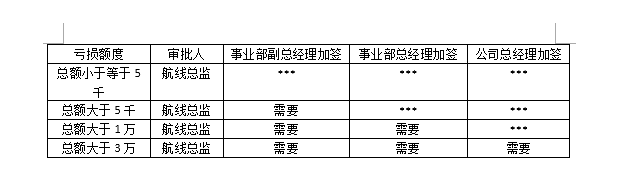 亏损额度 审批人 事业部副总经理加签 事业部总经理加签 公司总经理加签
总额小于等于 5 航线总监 *** *** ***
千
总额大于 5 千 航线总监 需要 *** ***
总额大于 1 万 航线总监 需要 需要 ***
总额大于 3 万 航线总监 需要 需要 需要